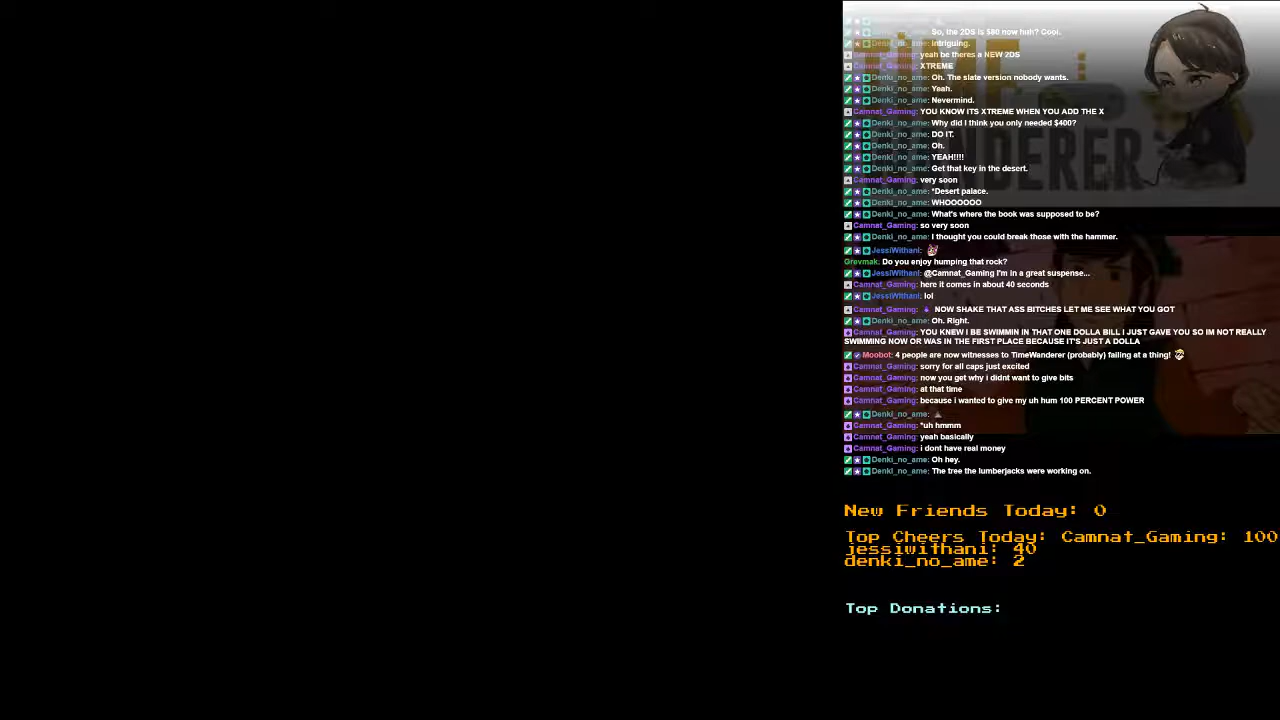 Denki_no_ame: So, the 2DS is $80 now huh? Cool.
Denki_no_ame: Intriguing.
Camnat_Gaming: yeah be theres a NEW 2DS
Camnat_Gaming: XTREME
Denki_no_ame: Oh. The slate version nobody wants.
Denki_no_ame: Yeah.
Denki_no_ame: Nevermind.
Camnat_Gaming: YOU KNOW ITS XTREME WHEN YOU ADD THE X
Denki_no_ame: Why did I think you only needed $400?
Denki_no_ame: DO IT.
Denki_no_ame: Oh.
Denki_no_ame: YEAH!!!!
Denki_no_ame: Get that key in the desert.
Camnat_Gaming: very soon
Denki_no_ame: *Desert palace.
Denki_no_ame: WHOOOOOO
Denki_no_ame: What's where the book was supposed to be?
Camnat_Gaming: so very soon
Denki_no_ame: I thought you could break those with the hammer.
JessiWithani:
Grevmak: Do you enjoy humping that rock?
JessiWithani: @Camnat_Gaming I'm in a great suspense...
Camnat_Gaming: here it comes in about 40 seconds
JessiWithani: lol
Camnat_Gaming: NOW SHAKE THAT ASS BITCHES LET ME SEE WHAT YOU GOT
Denki_no_ame: Oh. Right.
Camnat_Gaming: YOU KNEW I BE SWIMMIN IN THAT ONE DOLLA BILL I JUST GAVE YOU SO IM NOT REALLY
SWIMMING NOW OR WAS IN THE FIRST PLACE BECAUSE IT'S JUST A DOLLA
Moobot: 4 people are now witnesses to TimeWanderer (probably) failing at a thing!
Camnat_Gaming: sorry for all caps just excited
Camnat_Gaming: now you get why i didnt want to give bits
Camnat_Gaming: at that time
Camnat_Gaming: because i wanted to give my uh hum 100 PERCENT POWER
Denki_no_ame:
Camnat_Gaming: *uh hmmm
Camnat_Gaming: yeah basically
Camnat_Gaming: i dont have real money
Denki_no_ame: Oh hey.
Denki_no_ame: The tree the lumberjacks were working on.
New Friends Today: 0
Top Cheers Today: Camnat_Gaming: 100
jessiwithani: 40
denki_no_ame: 2
Top Donations: